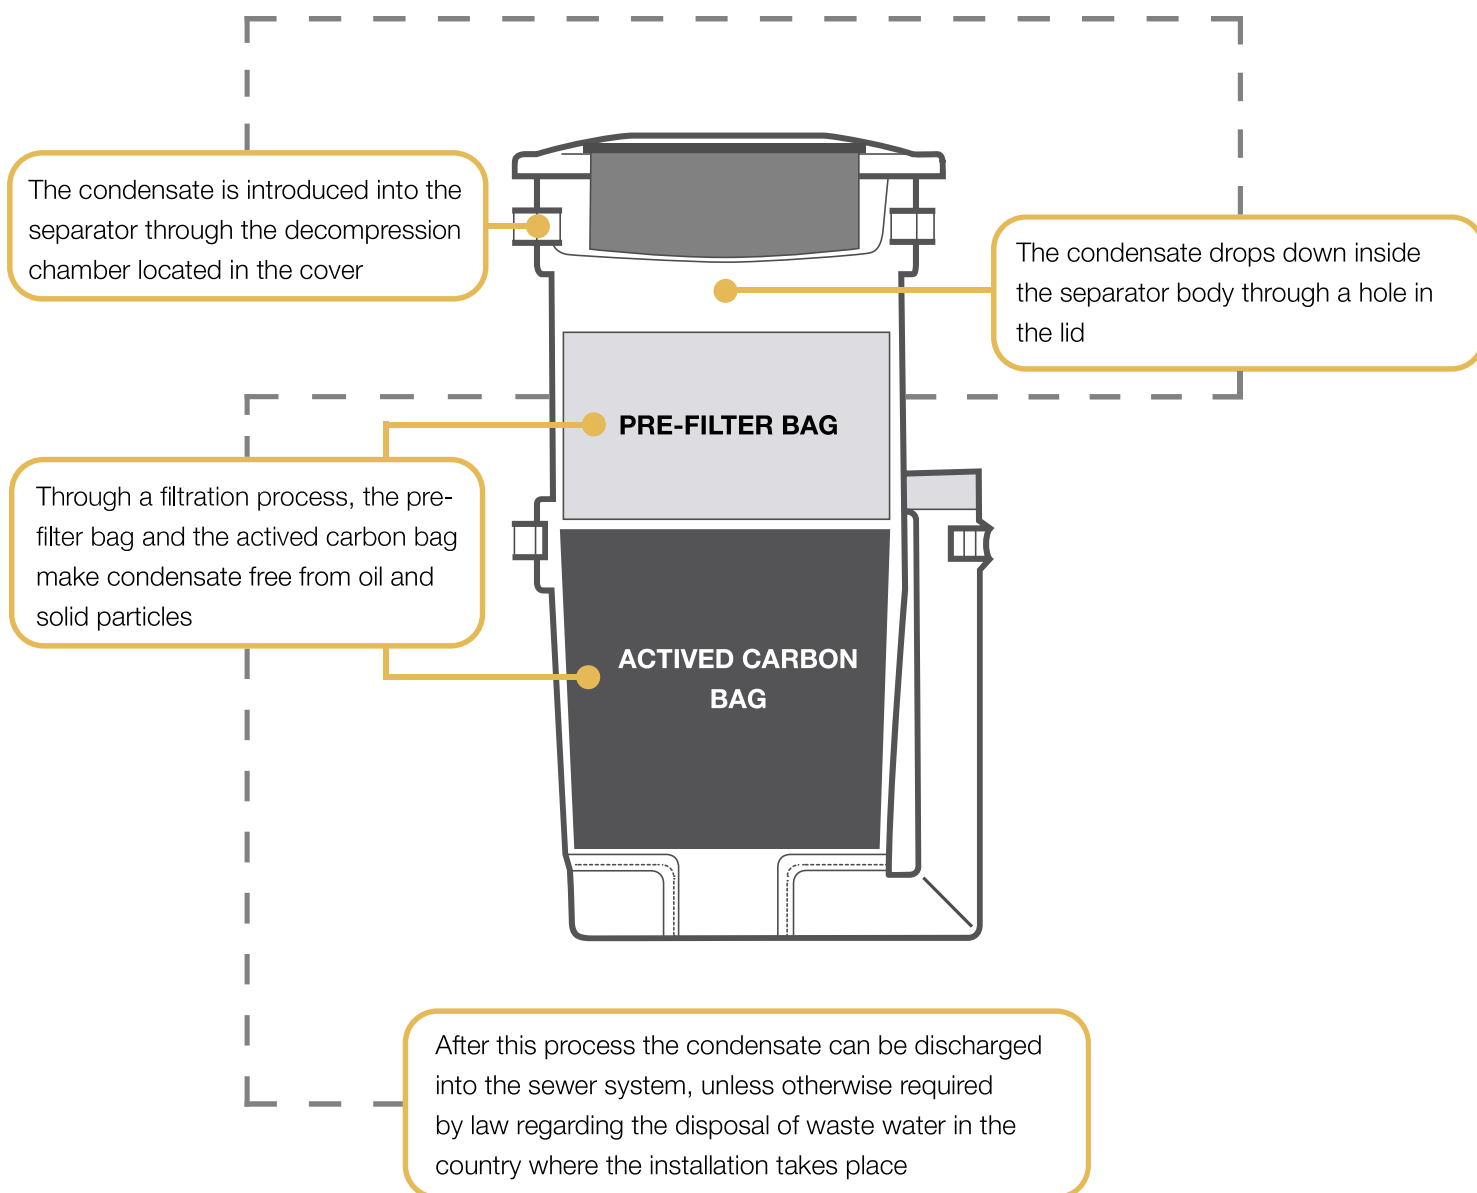 The condensate is introduced into the
separator through the decompression
chamber located in the cover
The condensate drops down inside
the separator body through a hole in
the lid
PRE-FILTER BAG
Through a filtration process, the pre-
filter bag and the actived carbon bag
make condensate free from oil and
solid particles
ACTIVED CARBON
BAG
After this process the condensate can be discharged
into the sewer system, unless otherwise required
by law regarding the disposal of waste water in the
country where the installation takes place